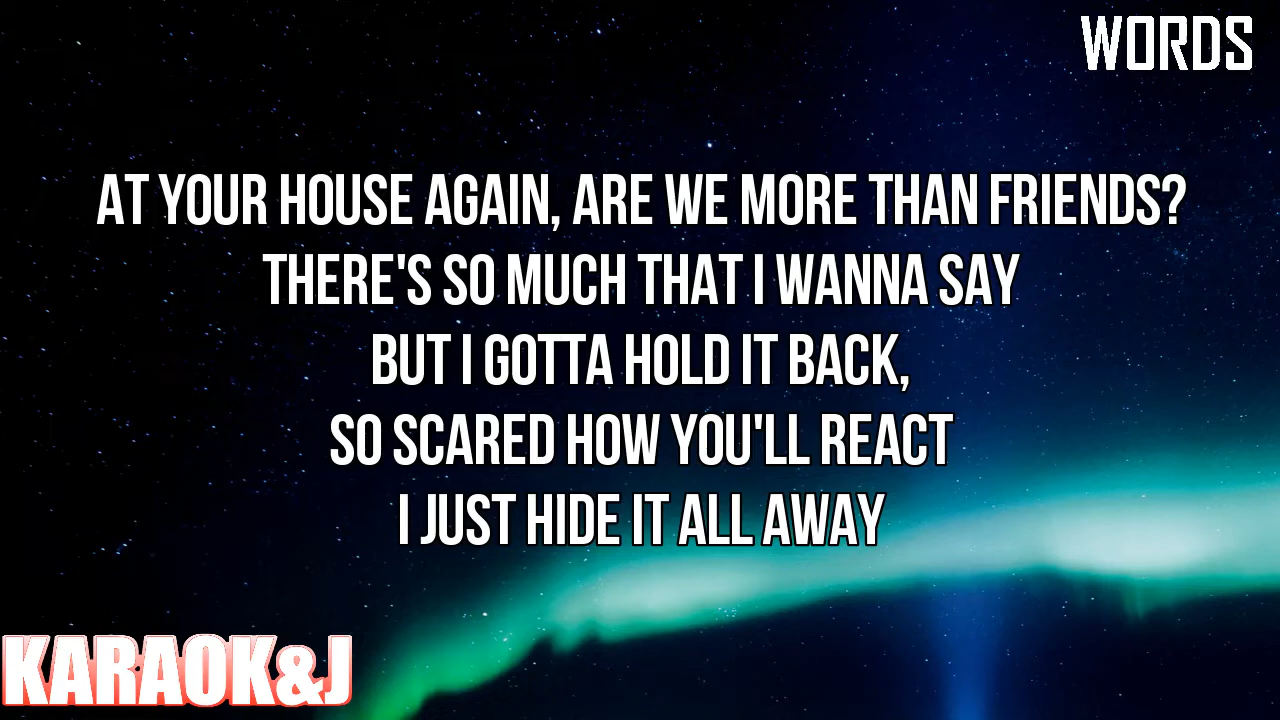 WORDS
AT YOUR HOUSE AGAIN, ARE WE MORE THAN FRIENDS?
THERE'S SO MUCH THAT I WANNA SAY
BUT I GOTTA HOLD IT BACK,
SO SCARED HOW YOU'LL REACT
I JUST HIDE IT ALL AWAY
KARAOK&J